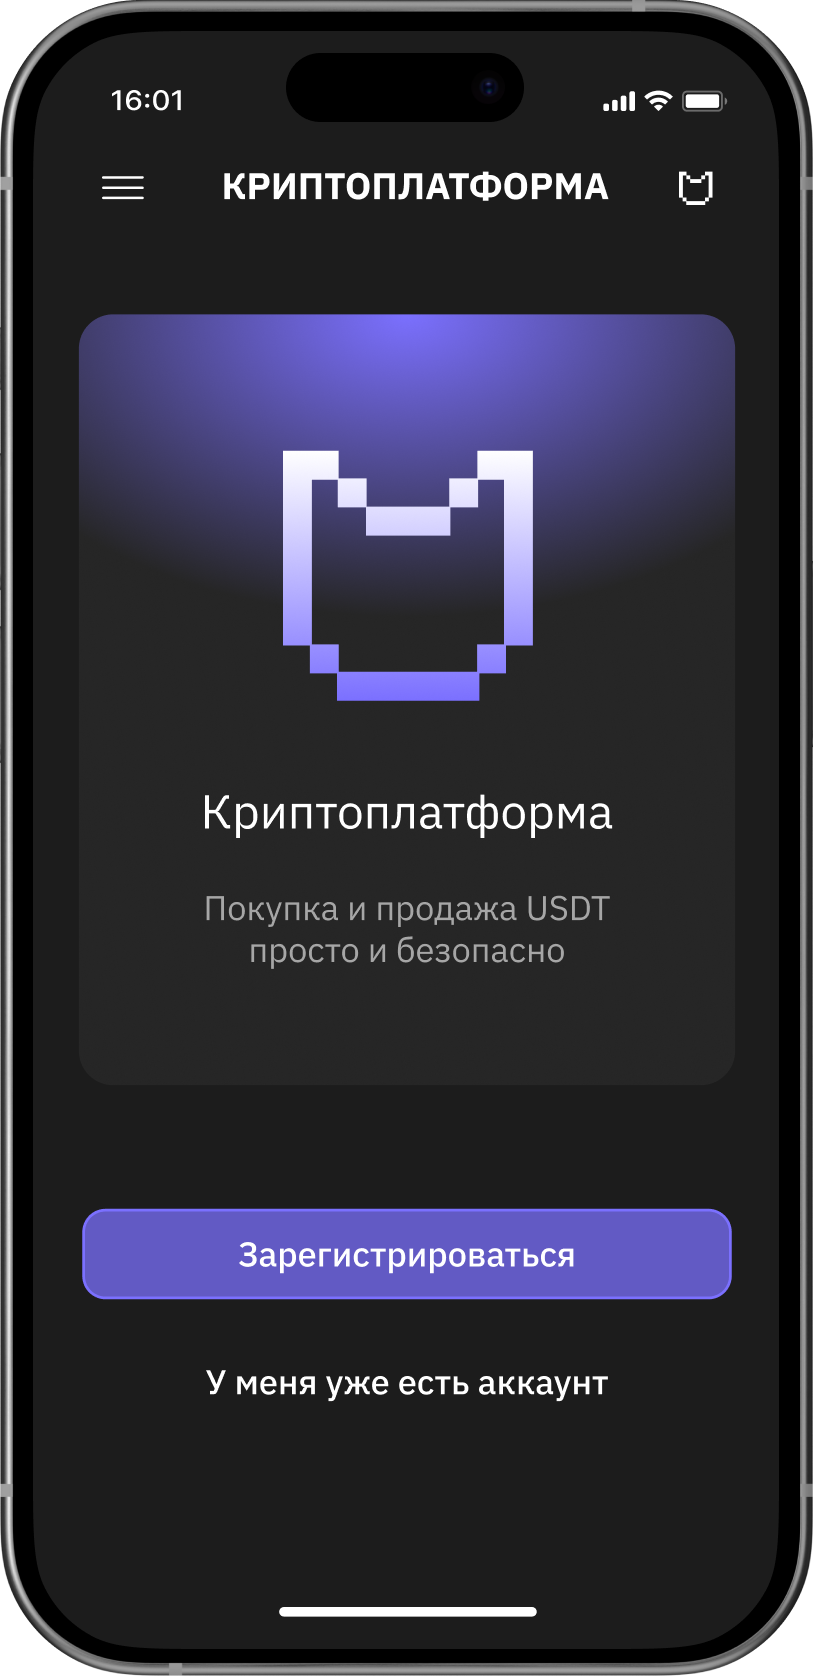 16:01
КРИПТОПЛАТФОРМА
Криптоплатформа
Покупка и продажа USDT
просто и безопасно
Зарегистрироваться
У меня уже есть аккаунт